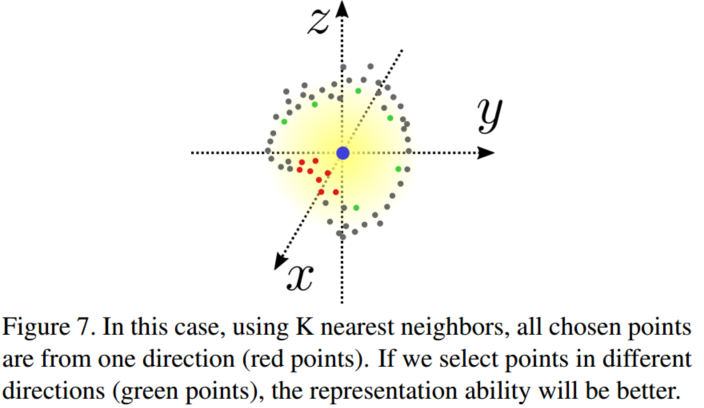 z
y
x
Figure 7. In this case, using K nearest neighbors, all chosen points
are from one direction (red points). If we select points in different
directions (green points), the representation ability will be better.